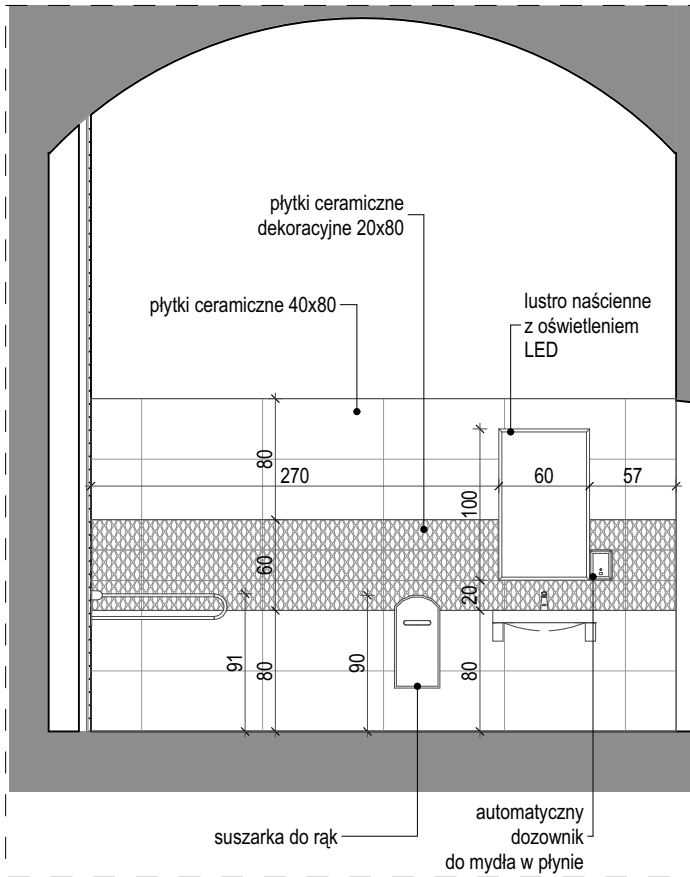 płytki ceramiczne
dekoracyjne 20x80
płytki ceramiczne 40x80
lustro naścienne
z oświetleniem
LED
80
270
60
57
100
60
20
91
80
90
80
suszarka do rąk
automatyczny
dozownik
do mydła w płynie